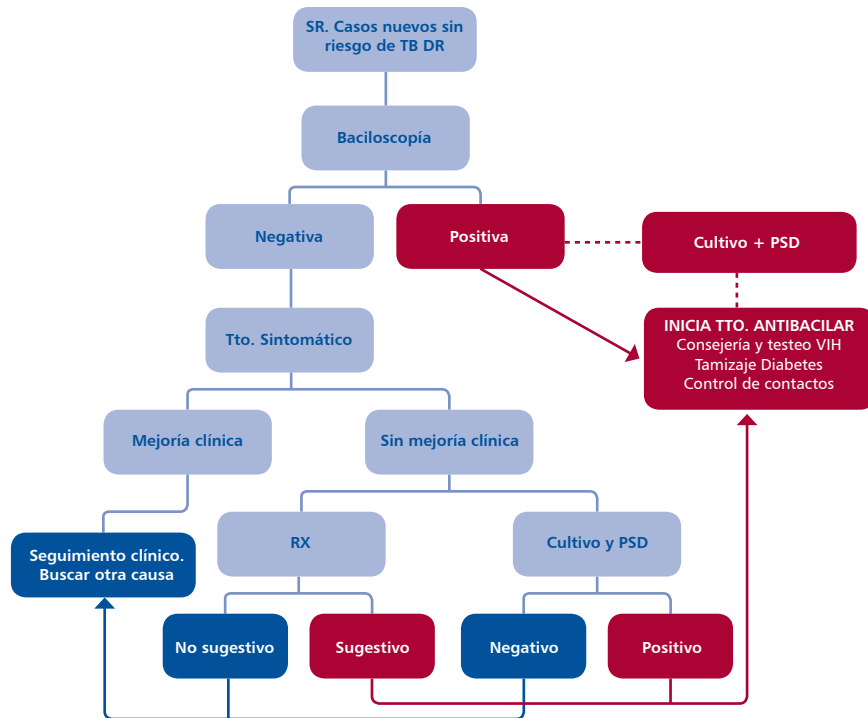 SR. Casos nuevos sin
riesgo de TB DR
Baciloscopía
Negativa
Positiva
Cultivo + PSD
Tto. Sintomático
INICIA TTO. ANTIBACILAR
Consejería y testeo VIH
Tamizaje Diabetes
Control de contactos
Mejoría clínica
Sin mejoría clínica
Seguimiento clínico.
Buscar otra causa
RX
Cultivo y PSD
No sugestivo
Sugestivo
Negativo
Positivo